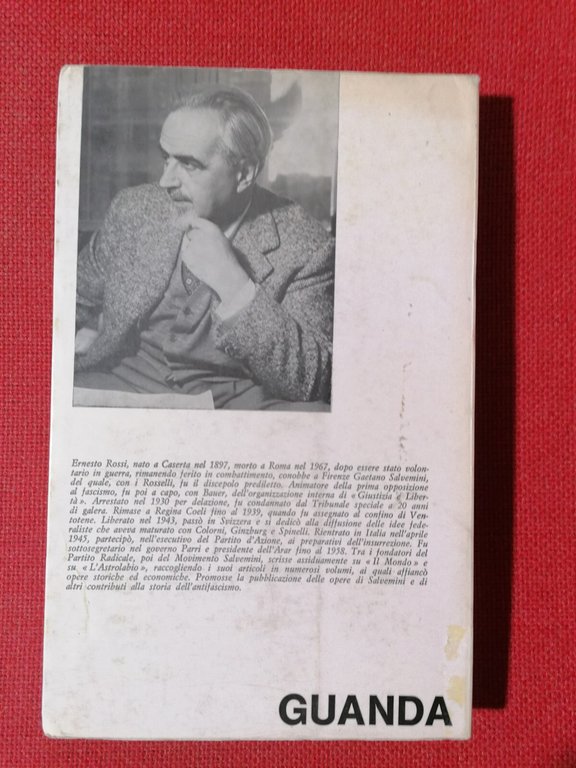 Ernesto Rossi, nato a Caserta nel 1897, morto a Roma nel 1967, dopo essere stato volon-
tario in guerra, rimanendo ferito in combattimento, conobbe a Firenze Gaetano Salvemini,
del quale, con i Rosselli, fu il discepolo prediletto. Animatore della prima opposizione
al fascismo, fu poi a capo, con Bauer, dell'organizzazione interna di « Giustizia e Liber-
tà ». Arrestato nel 1930 per delazione, fu condannato dal Tribunale speciale a 20 anni
di galera. Rimase a Regina Coeli fino al 1939, quando fu assegnato al confino di Ven-
totene. Liberato nel 1943, passò in Svizzera e si dedicò alla diffusione delle idee fede-
raliste che aveva maturato con Colorni, Ginzburg e Spinelli. Rientrato in Italia nell'aprile
1945, partecipò, nell'esecutivo del Partito d'Azione, ai preparativi dell'insurrezione. Fu
sottosegretario nel governo Parri e presidente dell'Arar fino al 1958. Tra i fondatori del
Partito Radicale, poi del Movimento Salvemini, scrisse assiduamente su « Il Mondo » e
su « L'Astrolabio », raccogliendo i suoi articoli in numerosi volumi, ai quali affiancò
opere storiche ed economiche. Promosse la pubblicazione delle opere di Salvemini e di
altri contributi alla storia dell'antifascismo.
GUANDA